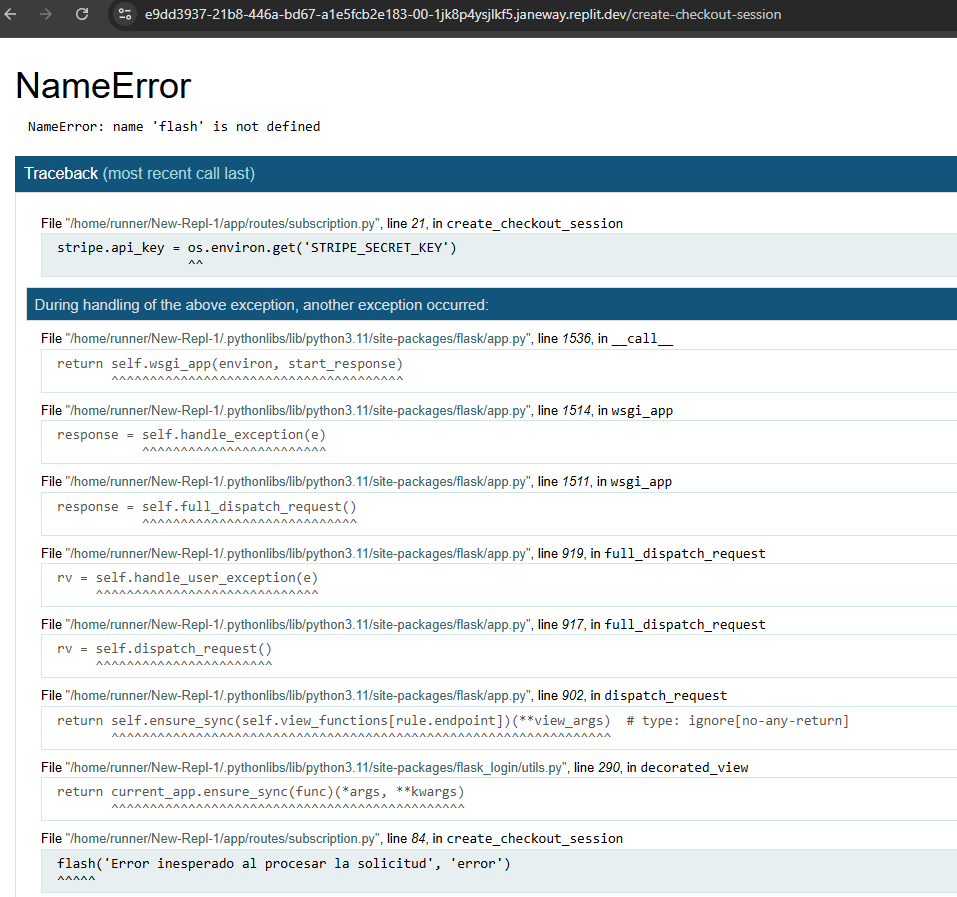 e9dd3937-21b8-446a-bd67-a1e5fcb2e183-00-1jk8p4ysjlkf5.janeway.replit.dev/create-checkout-session
NameError
NameError: name 'flash' is not defined
Traceback (most recent call last)
File "/home/runner/New-Repl-1/app/routes/subscription.py", line 21, in create_checkout_session
stripe.api_key = os.environ.get('STRIPE_SECRET_KEY')
^^
During handling of the above exception, another exception occurred:
File "/home/runner/New-Repl-1/.pythonlibs/lib/python3.11/site-packages/flask/app.py", line 1536, in __call__
return self.wsgi_app(environ, start_response)
^^^^^^^^^^^^^^^^^^^^^^^^^^^^^^^^^^^^^^
File "/home/runner/New-Repl-1/.pythonlibs/lib/python3.11/site-packages/flask/app.py", line 1514, in wsgi_app
response = self.handle_exception(e)
^^^^^^^^^^^^^^^^^^^^^^^^
File "/home/runner/New-Repl-1/.pythonlibs/lib/python3.11/site-packages/flask/app.py", line 1511, in wsgi_app
response = self.full_dispatch_request()
^^^^^^^^^^^^^^^^^^^^^^^^^^^^
File "/home/runner/New-Repl-1/.pythonlibs/lib/python3.11/site-packages/flask/app.py", line 919, in full_dispatch_request
rv = self.handle_user_exception(e)
^^^^^^^^^^^^^^^^^^^^^^^^^^^^^
File "/home/runner/New-Repl-1/.pythonlibs/lib/python3.11/site-packages/flask/app.py", line 917, in full_dispatch_request
rv = self.dispatch_request()
^^^^^^^^^^^^^^^^^^^^^^^
File "/home/runner/New-Repl-1/.pythonlibs/lib/python3.11/site-packages/flask/app.py", line 902, in dispatch_request
return self.ensure_sync(self.view_functions[rule.endpoint])(**view_args)  # type: ignore[no-any-return]
^^^^^^^^^^^^^^^^^^^^^^^^^^^^^^^^^^^^^^^^^^^^^^^^^^^^^^^^^^^^^^^^^
File "/home/runner/New-Repl-1/.pythonlibs/lib/python3.11/site-packages/flask_login/utils.py", line 290, in decorated_view
return current_app.ensure_sync(func)(*args, **kwargs)
^^^^^^^^^^^^^^^^^^^^^^^^^^^^^^^^^^^^^^^^^^^^^^
File "/home/runner/New-Repl-1/app/routes/subscription.py", line 84, in create_checkout_session
flash('Error inesperado al procesar la solicitud', 'error')
^^^^^